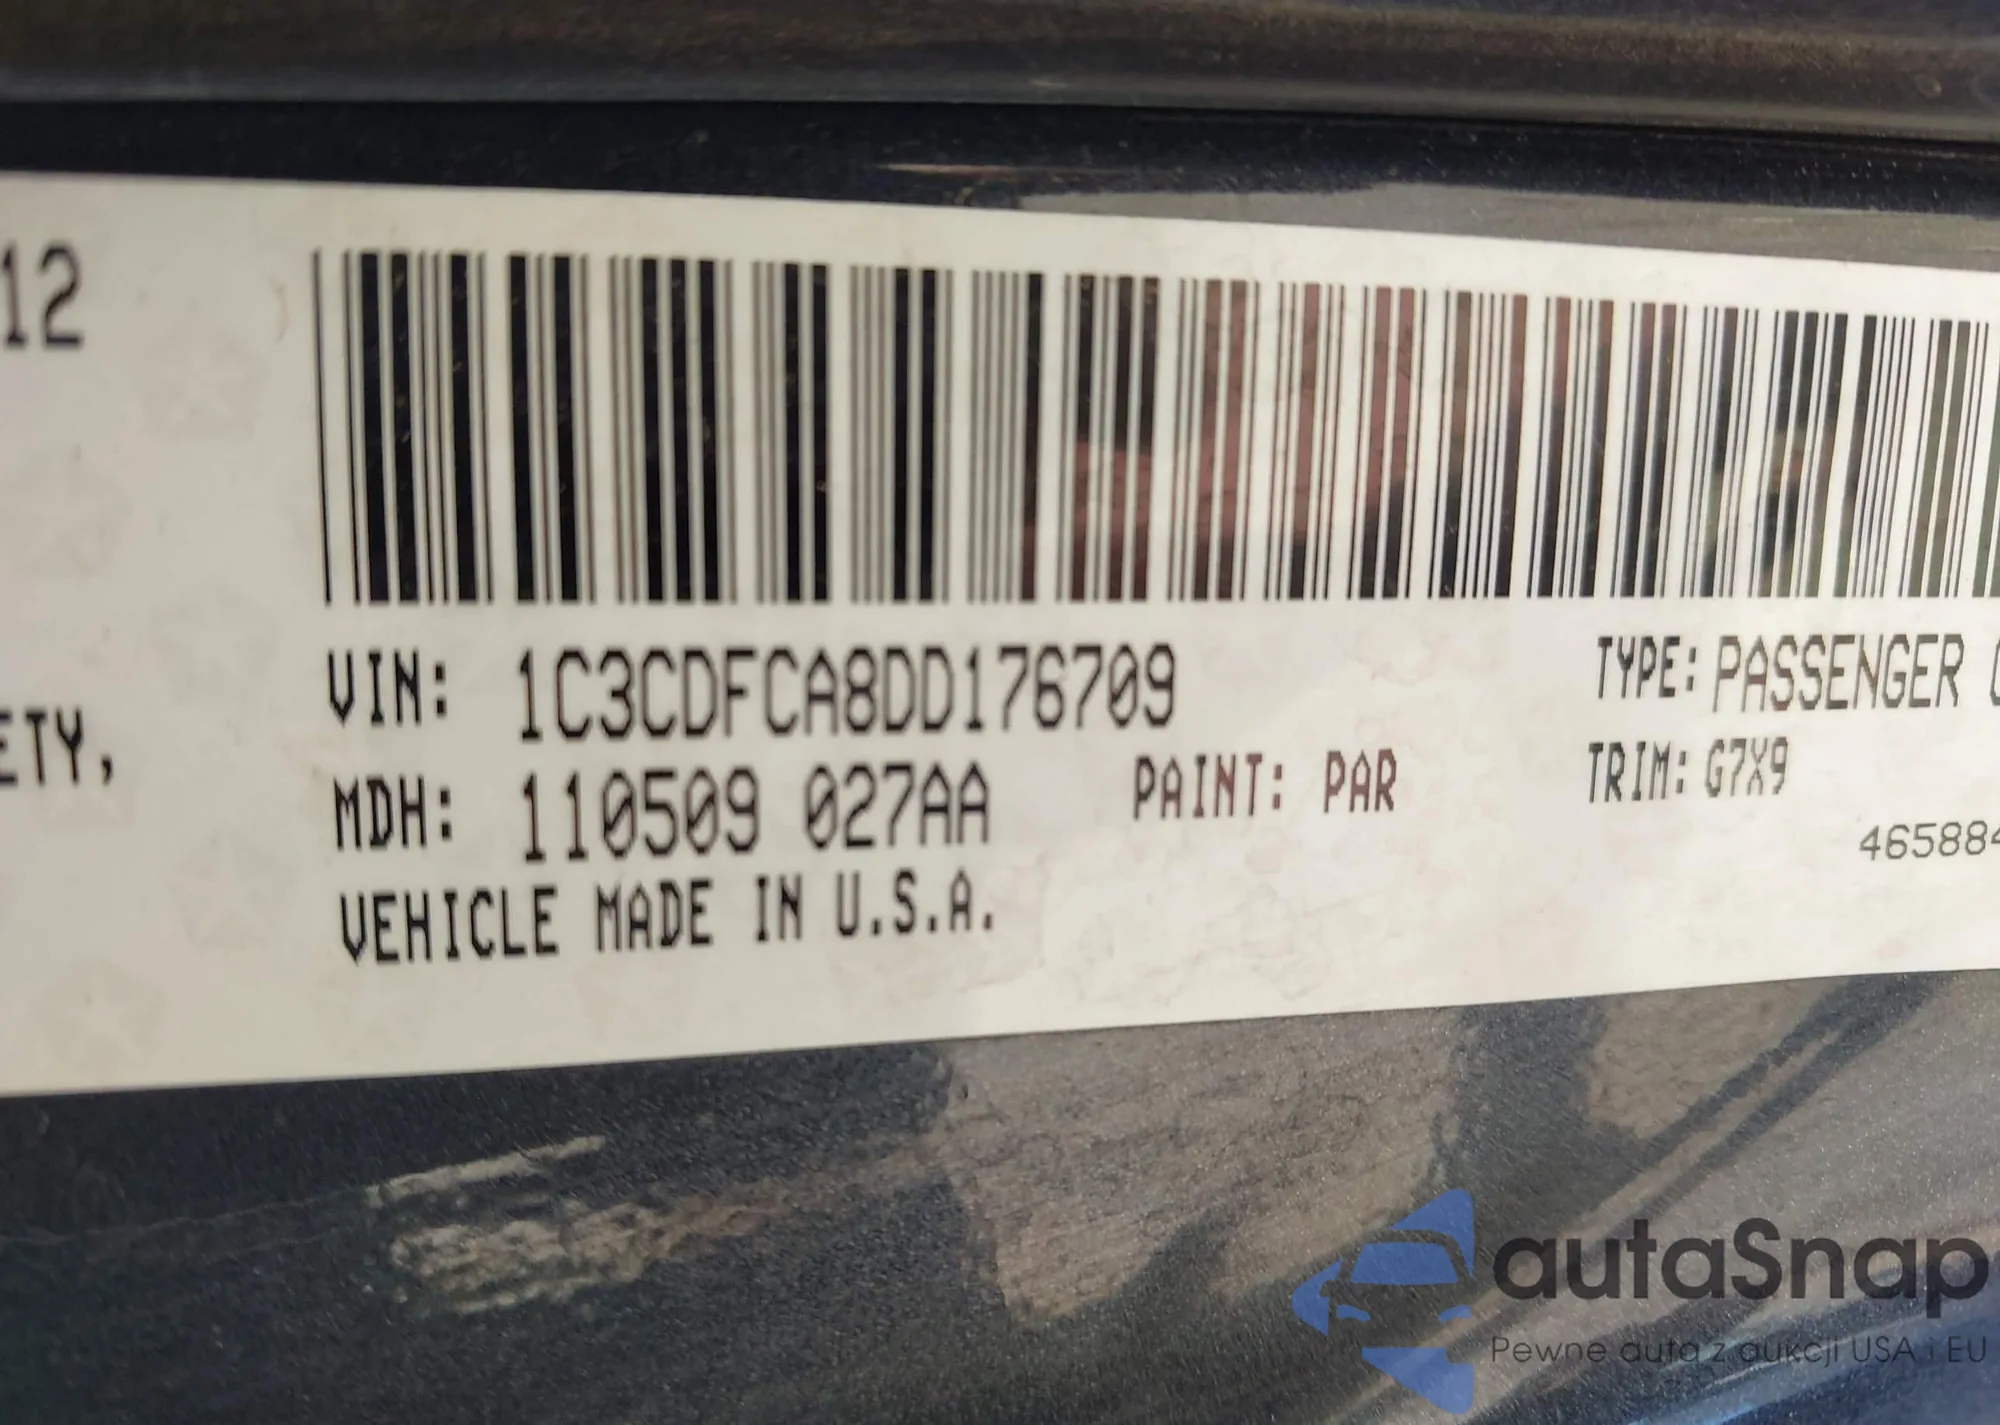 12
ETY,
VIN: 1C3CDFCA8DD176709
TYPE: PASSENGER
MDH: 110509 027AA
PAINT: PAR
TRIM: G7X9
VEHICLE MADE IN U.S.A.
465884
autaSnap
Pewne auta z aukcji USA i EU